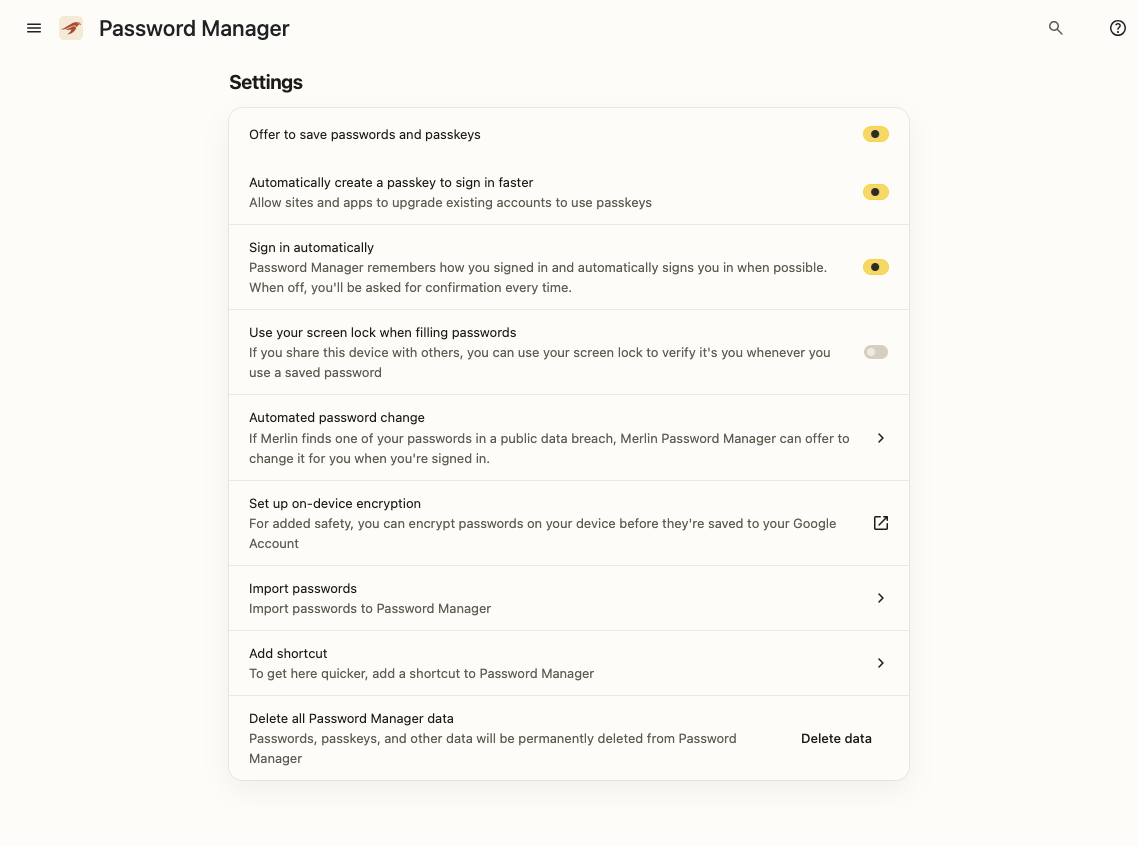 Password Manager
Settings
Offer to save passwords and passkeys
Automatically create a passkey to sign in faster
Allow sites and apps to upgrade existing accounts to use passkeys
Sign in automatically
Password Manager remembers how you signed in and automatically signs you in when possible.
When off, you'll be asked for confirmation every time.
Use your screen lock when filling passwords
If you share this device with others, you can use your screen lock to verify it's you whenever you
use a saved password
Automated password change
If Merlin finds one of your passwords in a public data breach, Merlin Password Manager can offer to
change it for you when you're signed in.
Set up on-device encryption
For added safety, you can encrypt passwords on your device before they're saved to your Google
Account
Import passwords
Import passwords to Password Manager
Add shortcut
To get here quicker, add a shortcut to Password Manager
Delete all Password Manager data
Passwords, passkeys, and other data will be permanently deleted from Password
Manager
Delete data